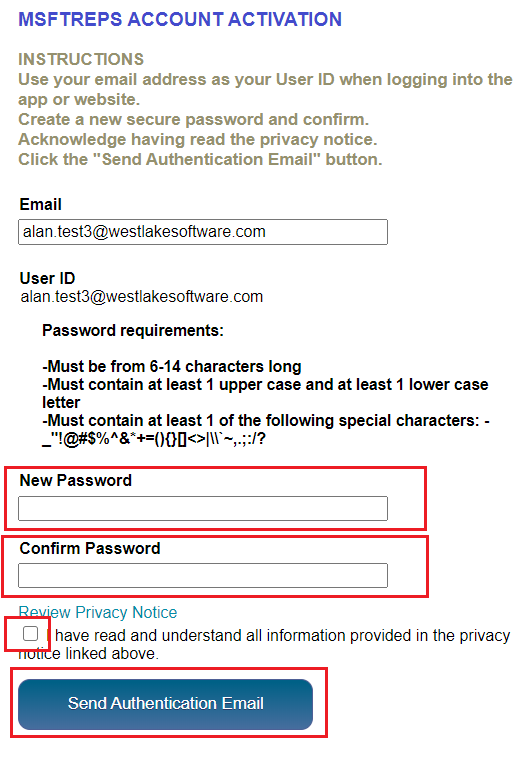 MSFTREPS ACCOUNT ACTIVATION
INSTRUCTIONS
Use your email address as your User ID when logging into the
app or website.
Create a new secure password and confirm.
Acknowledge having read the privacy notice.
Click the "Send Authentication Email" button.
Email
alan.test3@westlakesoftware.com
User ID
alan.test3@westlakesoftware.com
Password requirements:
-Must be from 6-14 characters long
-Must contain at least 1 upper case and at least 1 lower case
letter
-Must contain at least 1 of the following special characters: -
_"!@#$%^&*+=(){}[]<>|\\`~,.;:/?
New Password
Confirm Password
Review Privacy Notice
I have read and understand all information provided in the privacy
notice linked above.
Send Authentication Email